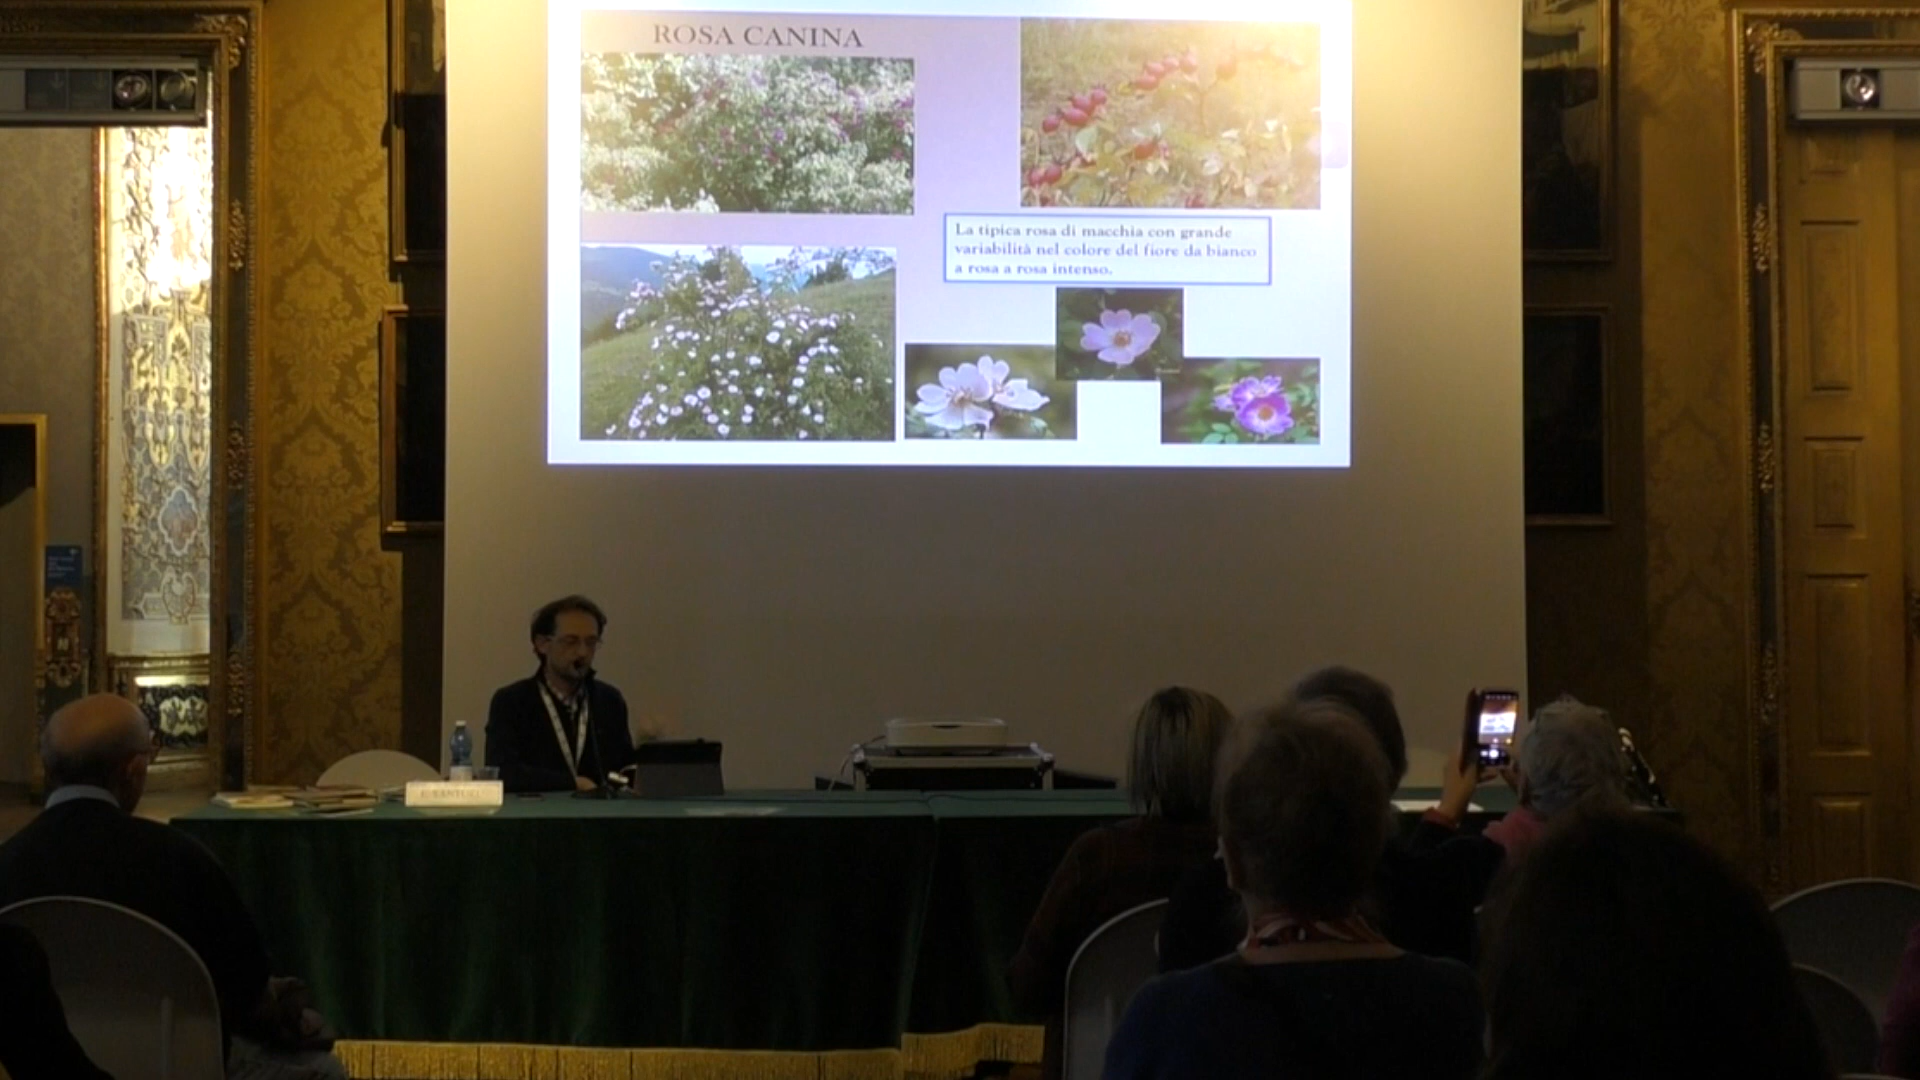 ROSA CANINA
La tipica rosa di macchia con grande
variabilità nel colore del fiore da bianco
a rosa a rosa intenso.